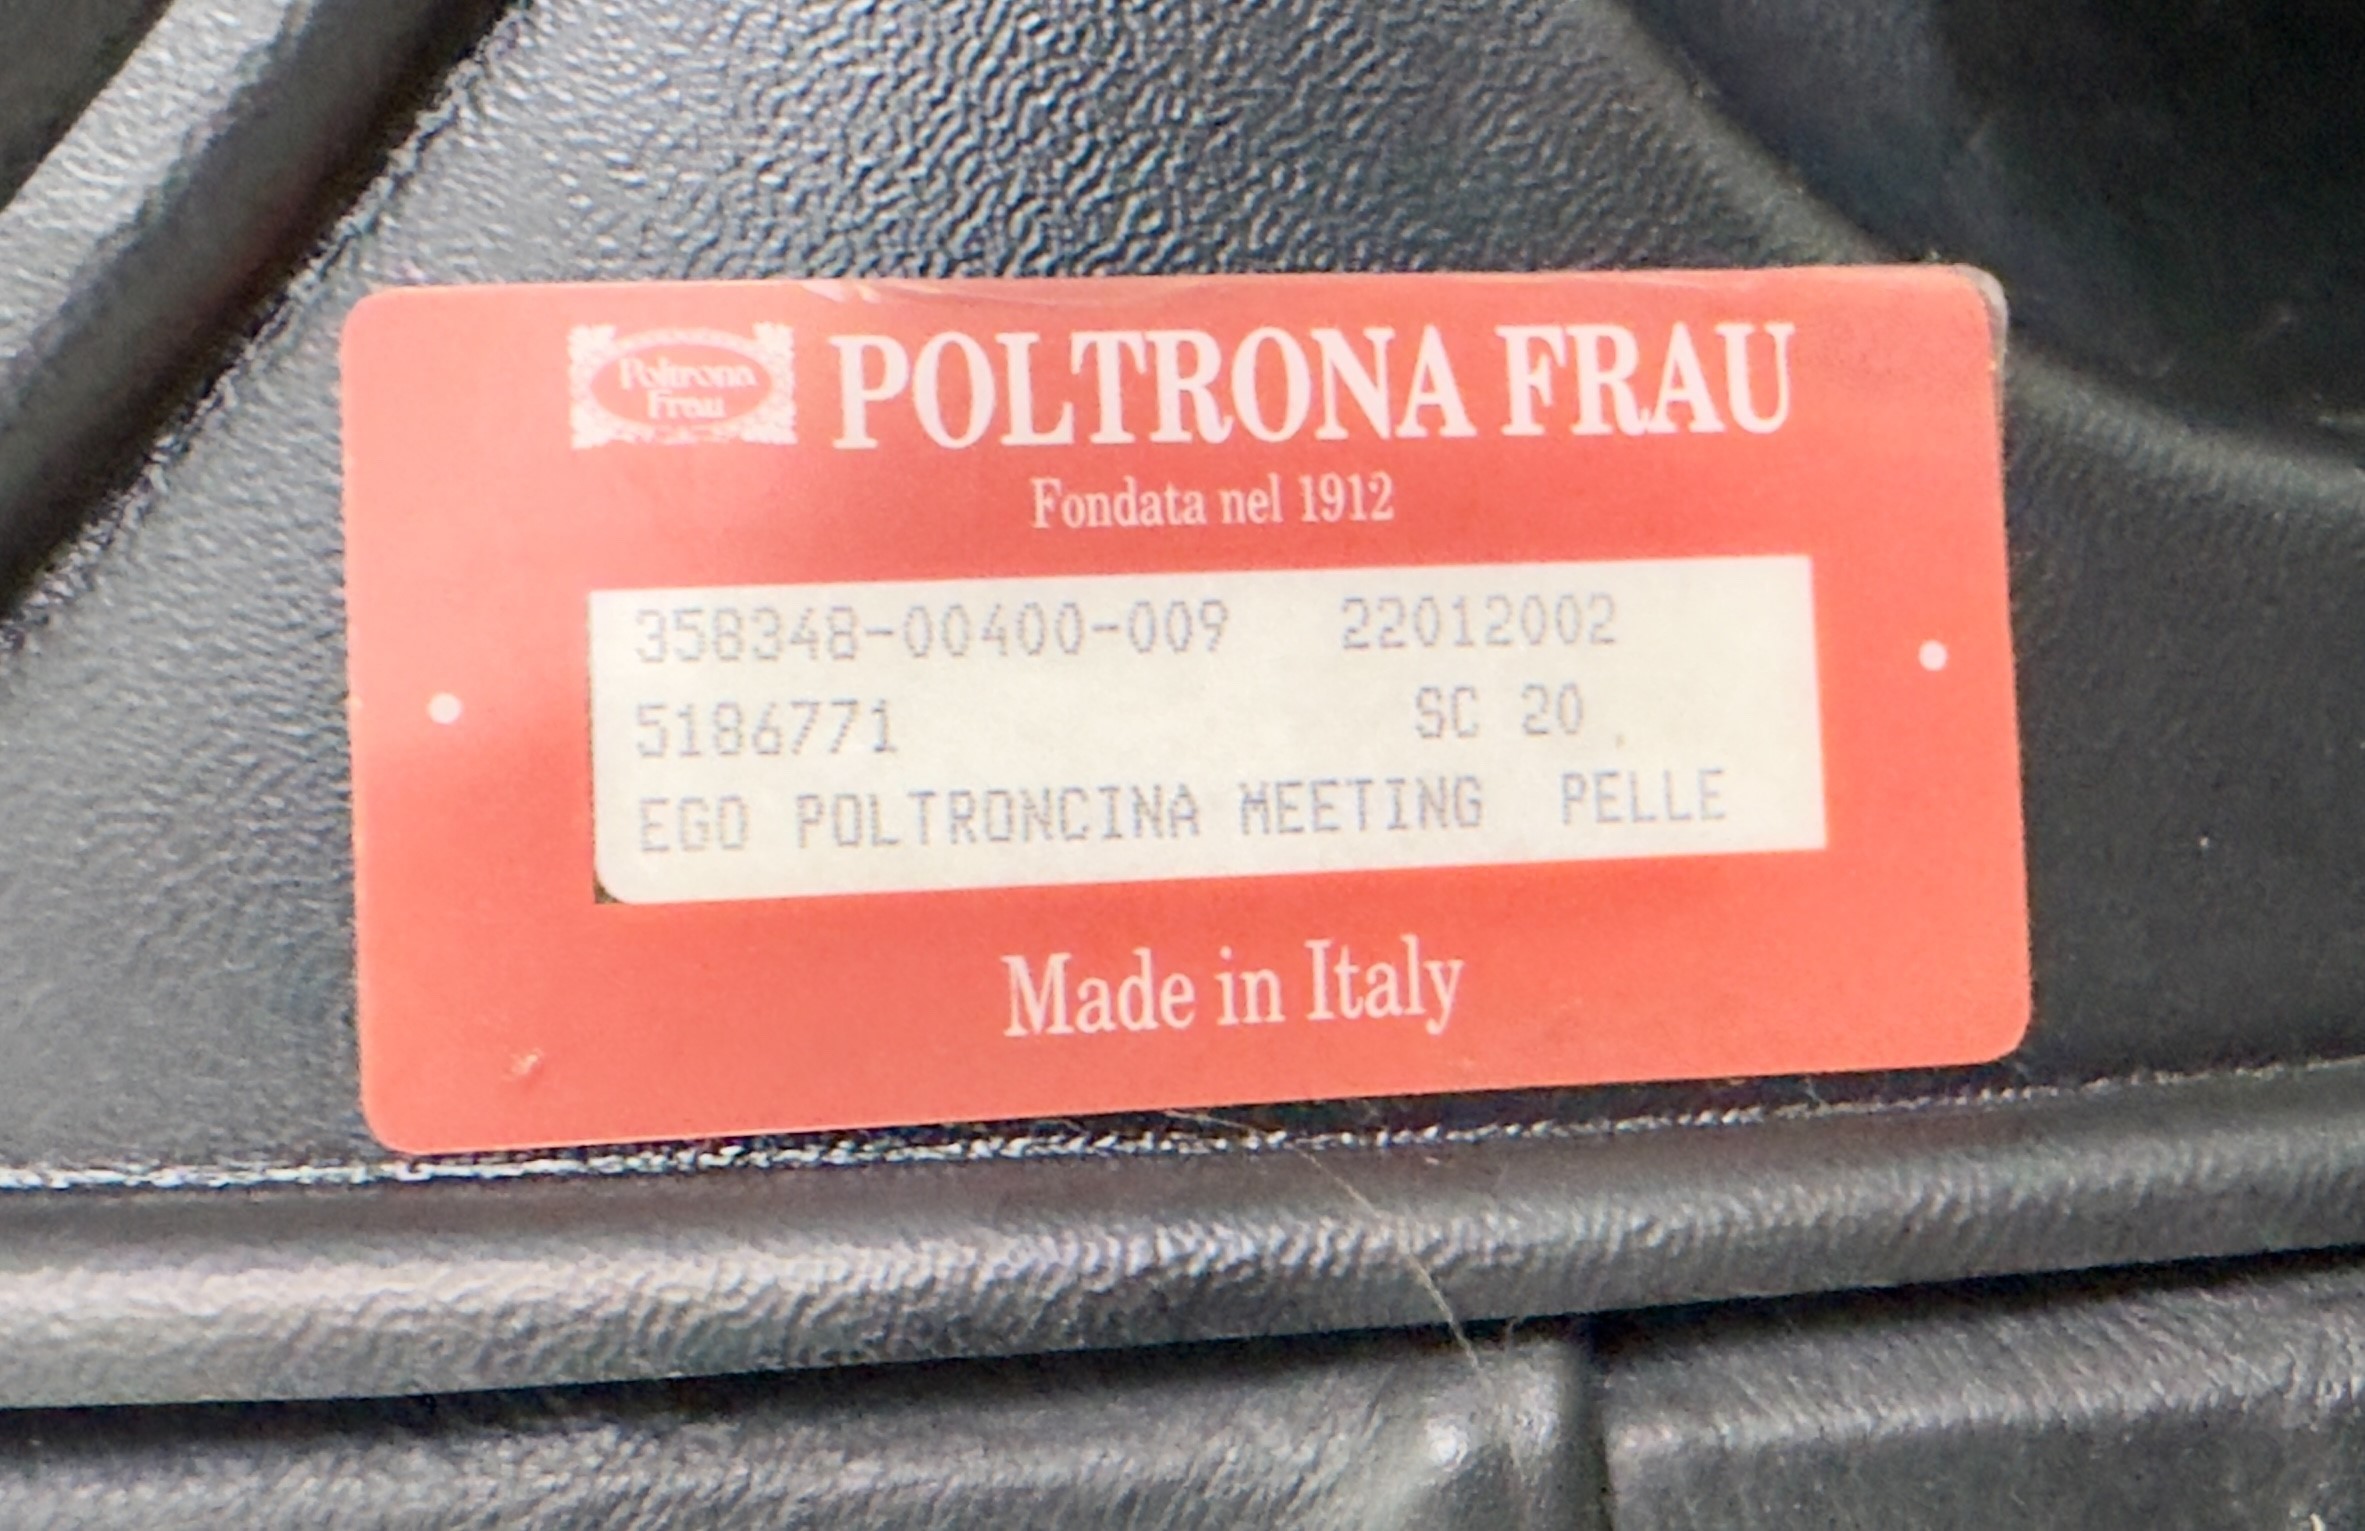 Poltrona
Frau
POLTRONA FRAU
Fondata nel 1912
358348-00400-009 22012002
5186771 SC 20
EGO POLTRONCINA MEETING PELLE
Made in Italy